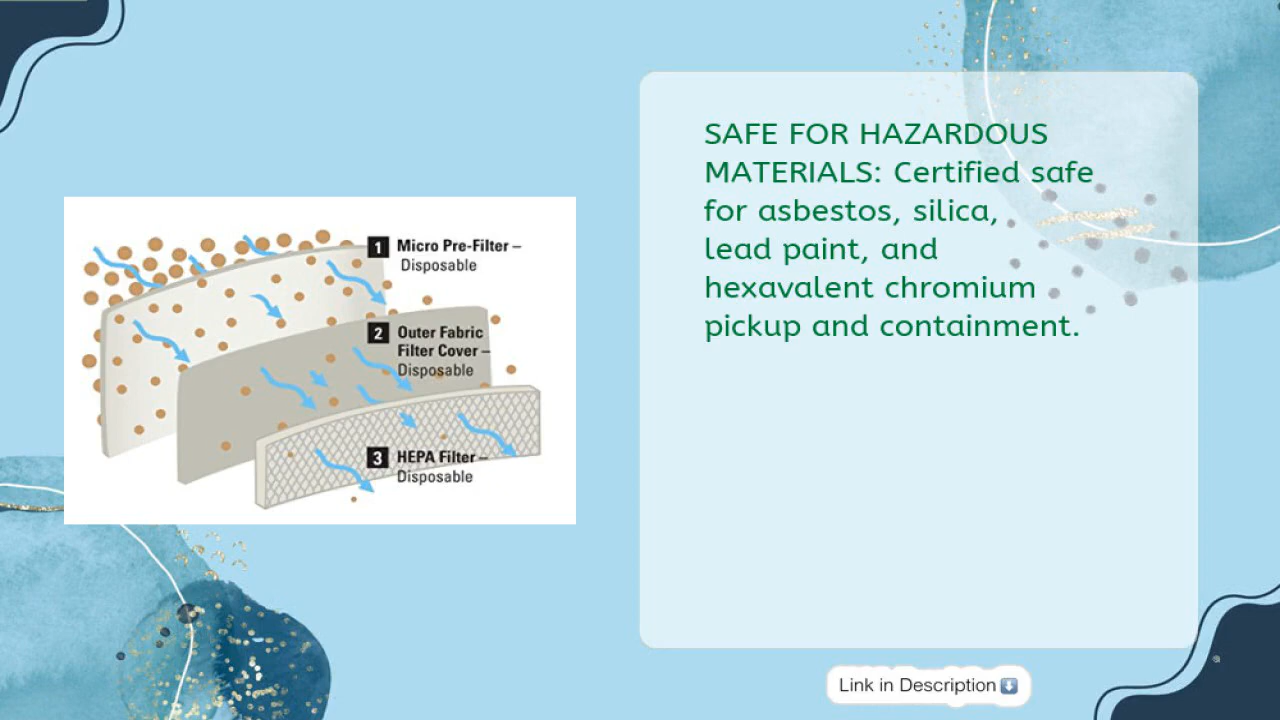 1 Micro Pre-Filter –
Disposable
2 Outer Fabric
Filter Cover –
Disposable
3 HEPA Filter –
Disposable
SAFE FOR HAZARDOUS
MATERIALS: Certified safe
for asbestos, silica,
lead paint, and
hexavalent chromium
pickup and containment.
Link in Description⬇️